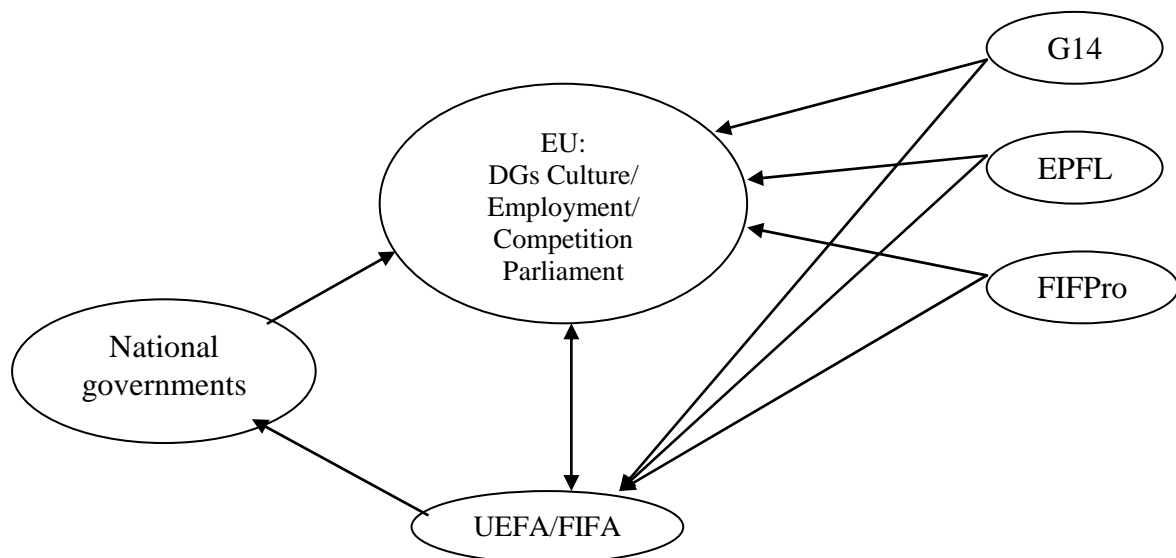 G14
EU:
DGs Culture/
Employment/
Competition
Parliament
EPFL
FIFPro
National
governments
UEFA/FIFA